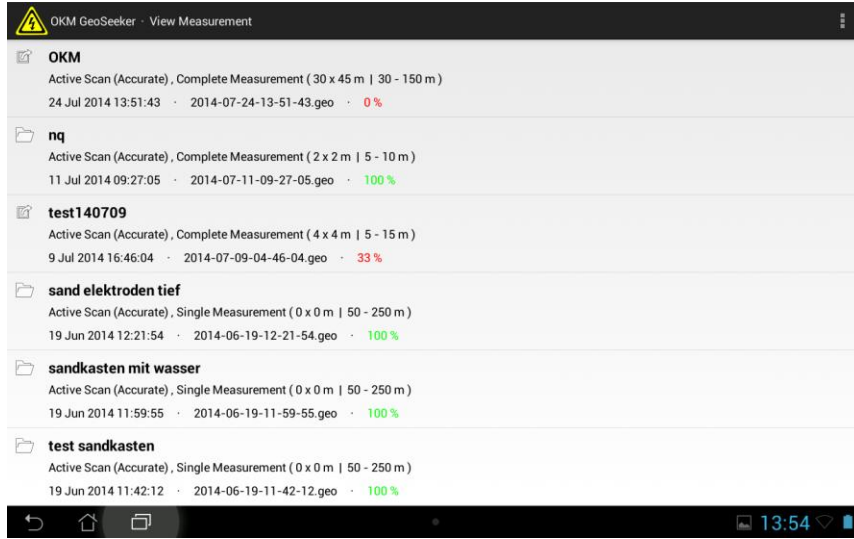 OKM GeoSeeker · View Measurement
OKM
Active Scan (Accurate) , Complete Measurement ( 30 x 45 m | 30 - 150 m )
24 Jul 2014 13:51:43 · 2014-07-24-13-51-43.geo · 0 %
nq
Active Scan (Accurate) , Complete Measurement ( 2 x 2 m | 5 - 10 m )
11 Jul 2014 09:27:05 · 2014-07-11-09-27-05.geo · 100 %
test140709
Active Scan (Accurate) , Complete Measurement ( 4 x 4 m | 5 - 15 m )
9 Jul 2014 16:46:04 · 2014-07-09-04-46-04.geo · 33 %
sand elektroden tief
Active Scan (Accurate) , Single Measurement ( 0 x 0 m | 50 - 250 m )
19 Jun 2014 12:21:54 · 2014-06-19-12-21-54.geo · 100 %
sandkasten mit wasser
Active Scan (Accurate) , Single Measurement ( 0 x 0 m | 50 - 250 m )
19 Jun 2014 11:59:55 · 2014-06-19-11-59-55.geo · 100 %
test sandkasten
Active Scan (Accurate) , Single Measurement ( 0 x 0 m | 50 - 250 m )
19 Jun 2014 11:42:12 · 2014-06-19-11-42-12.geo · 100 %
13:54